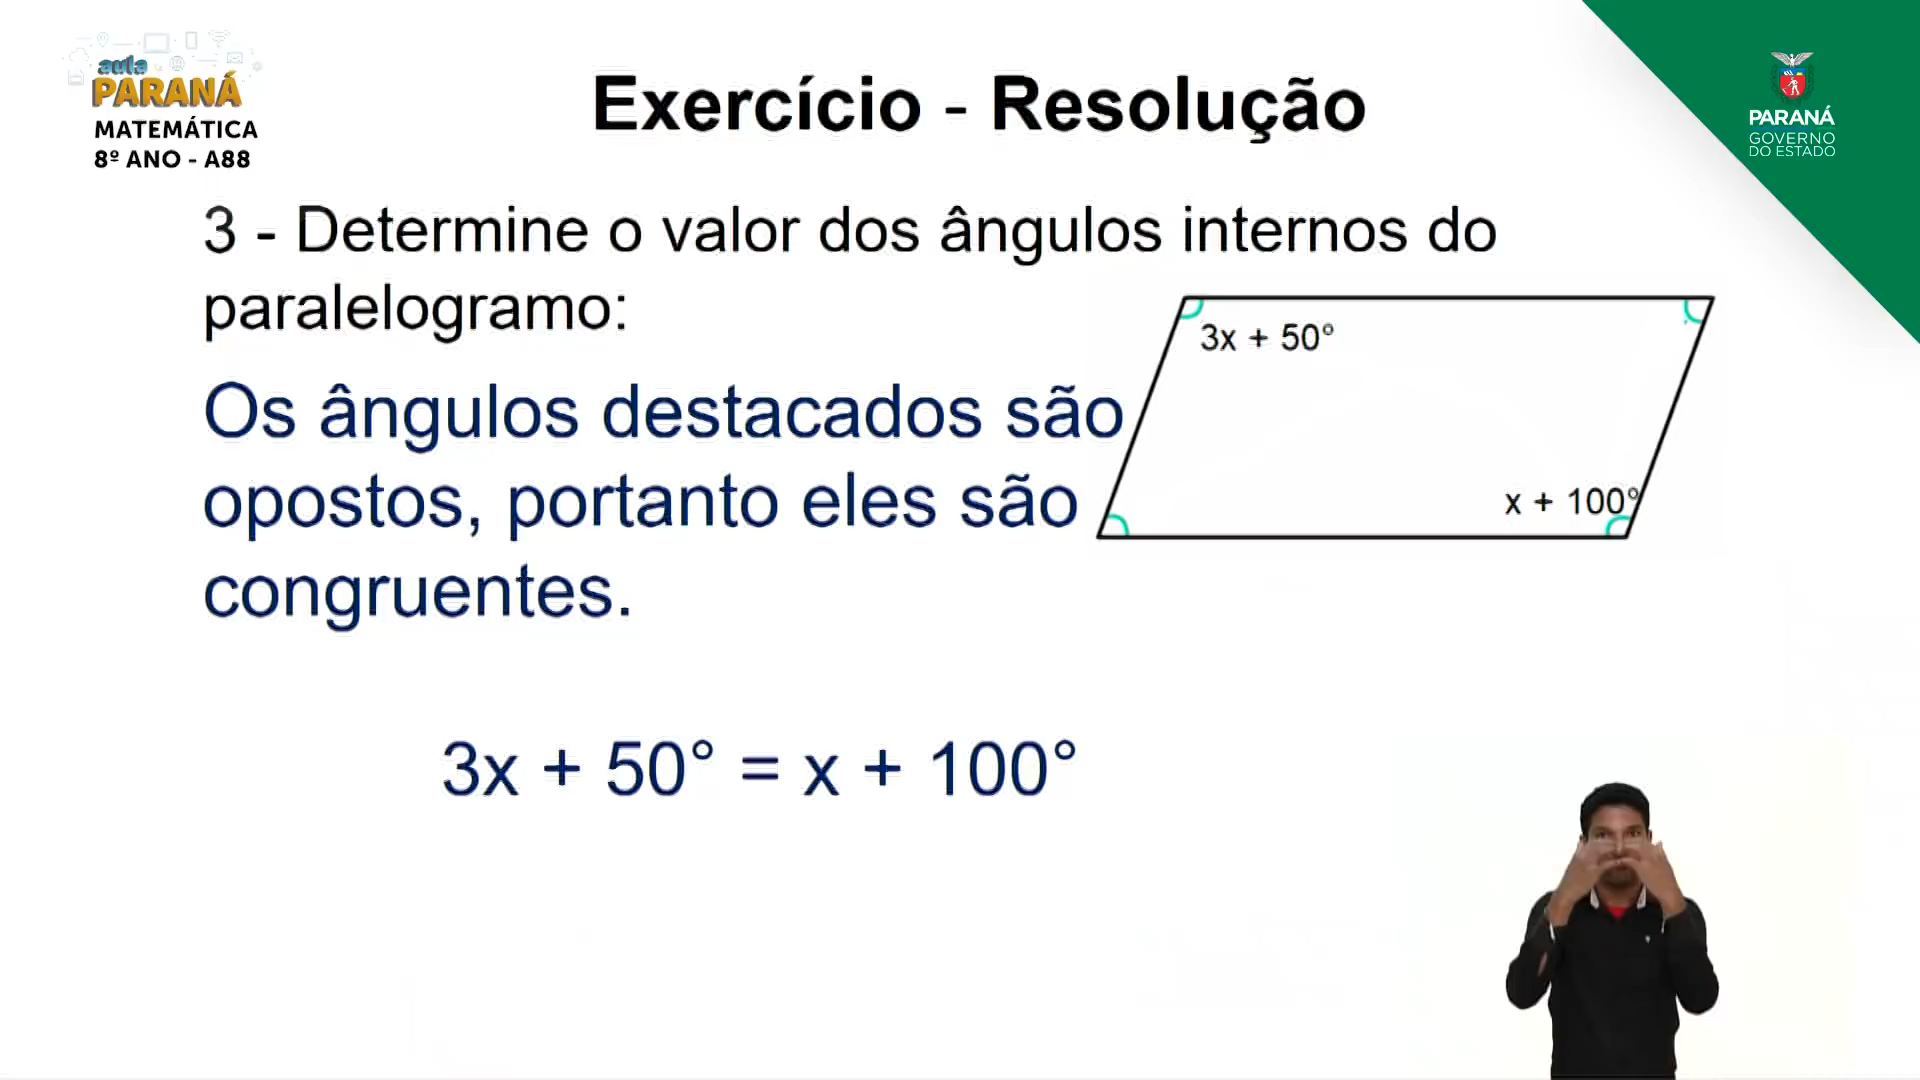 aula
PARANÁ
MATEMÁTICA
8º ANO - A88
Exercício - Resolução
PARANÁ
GOVERNO
DO ESTADO
3 - Determine o valor dos ângulos internos do
paralelogramo:
3x + 50°
Os ângulos destacados são
opostos, portanto eles são
x + 100°
congruentes.
3x + 50° = x + 100°